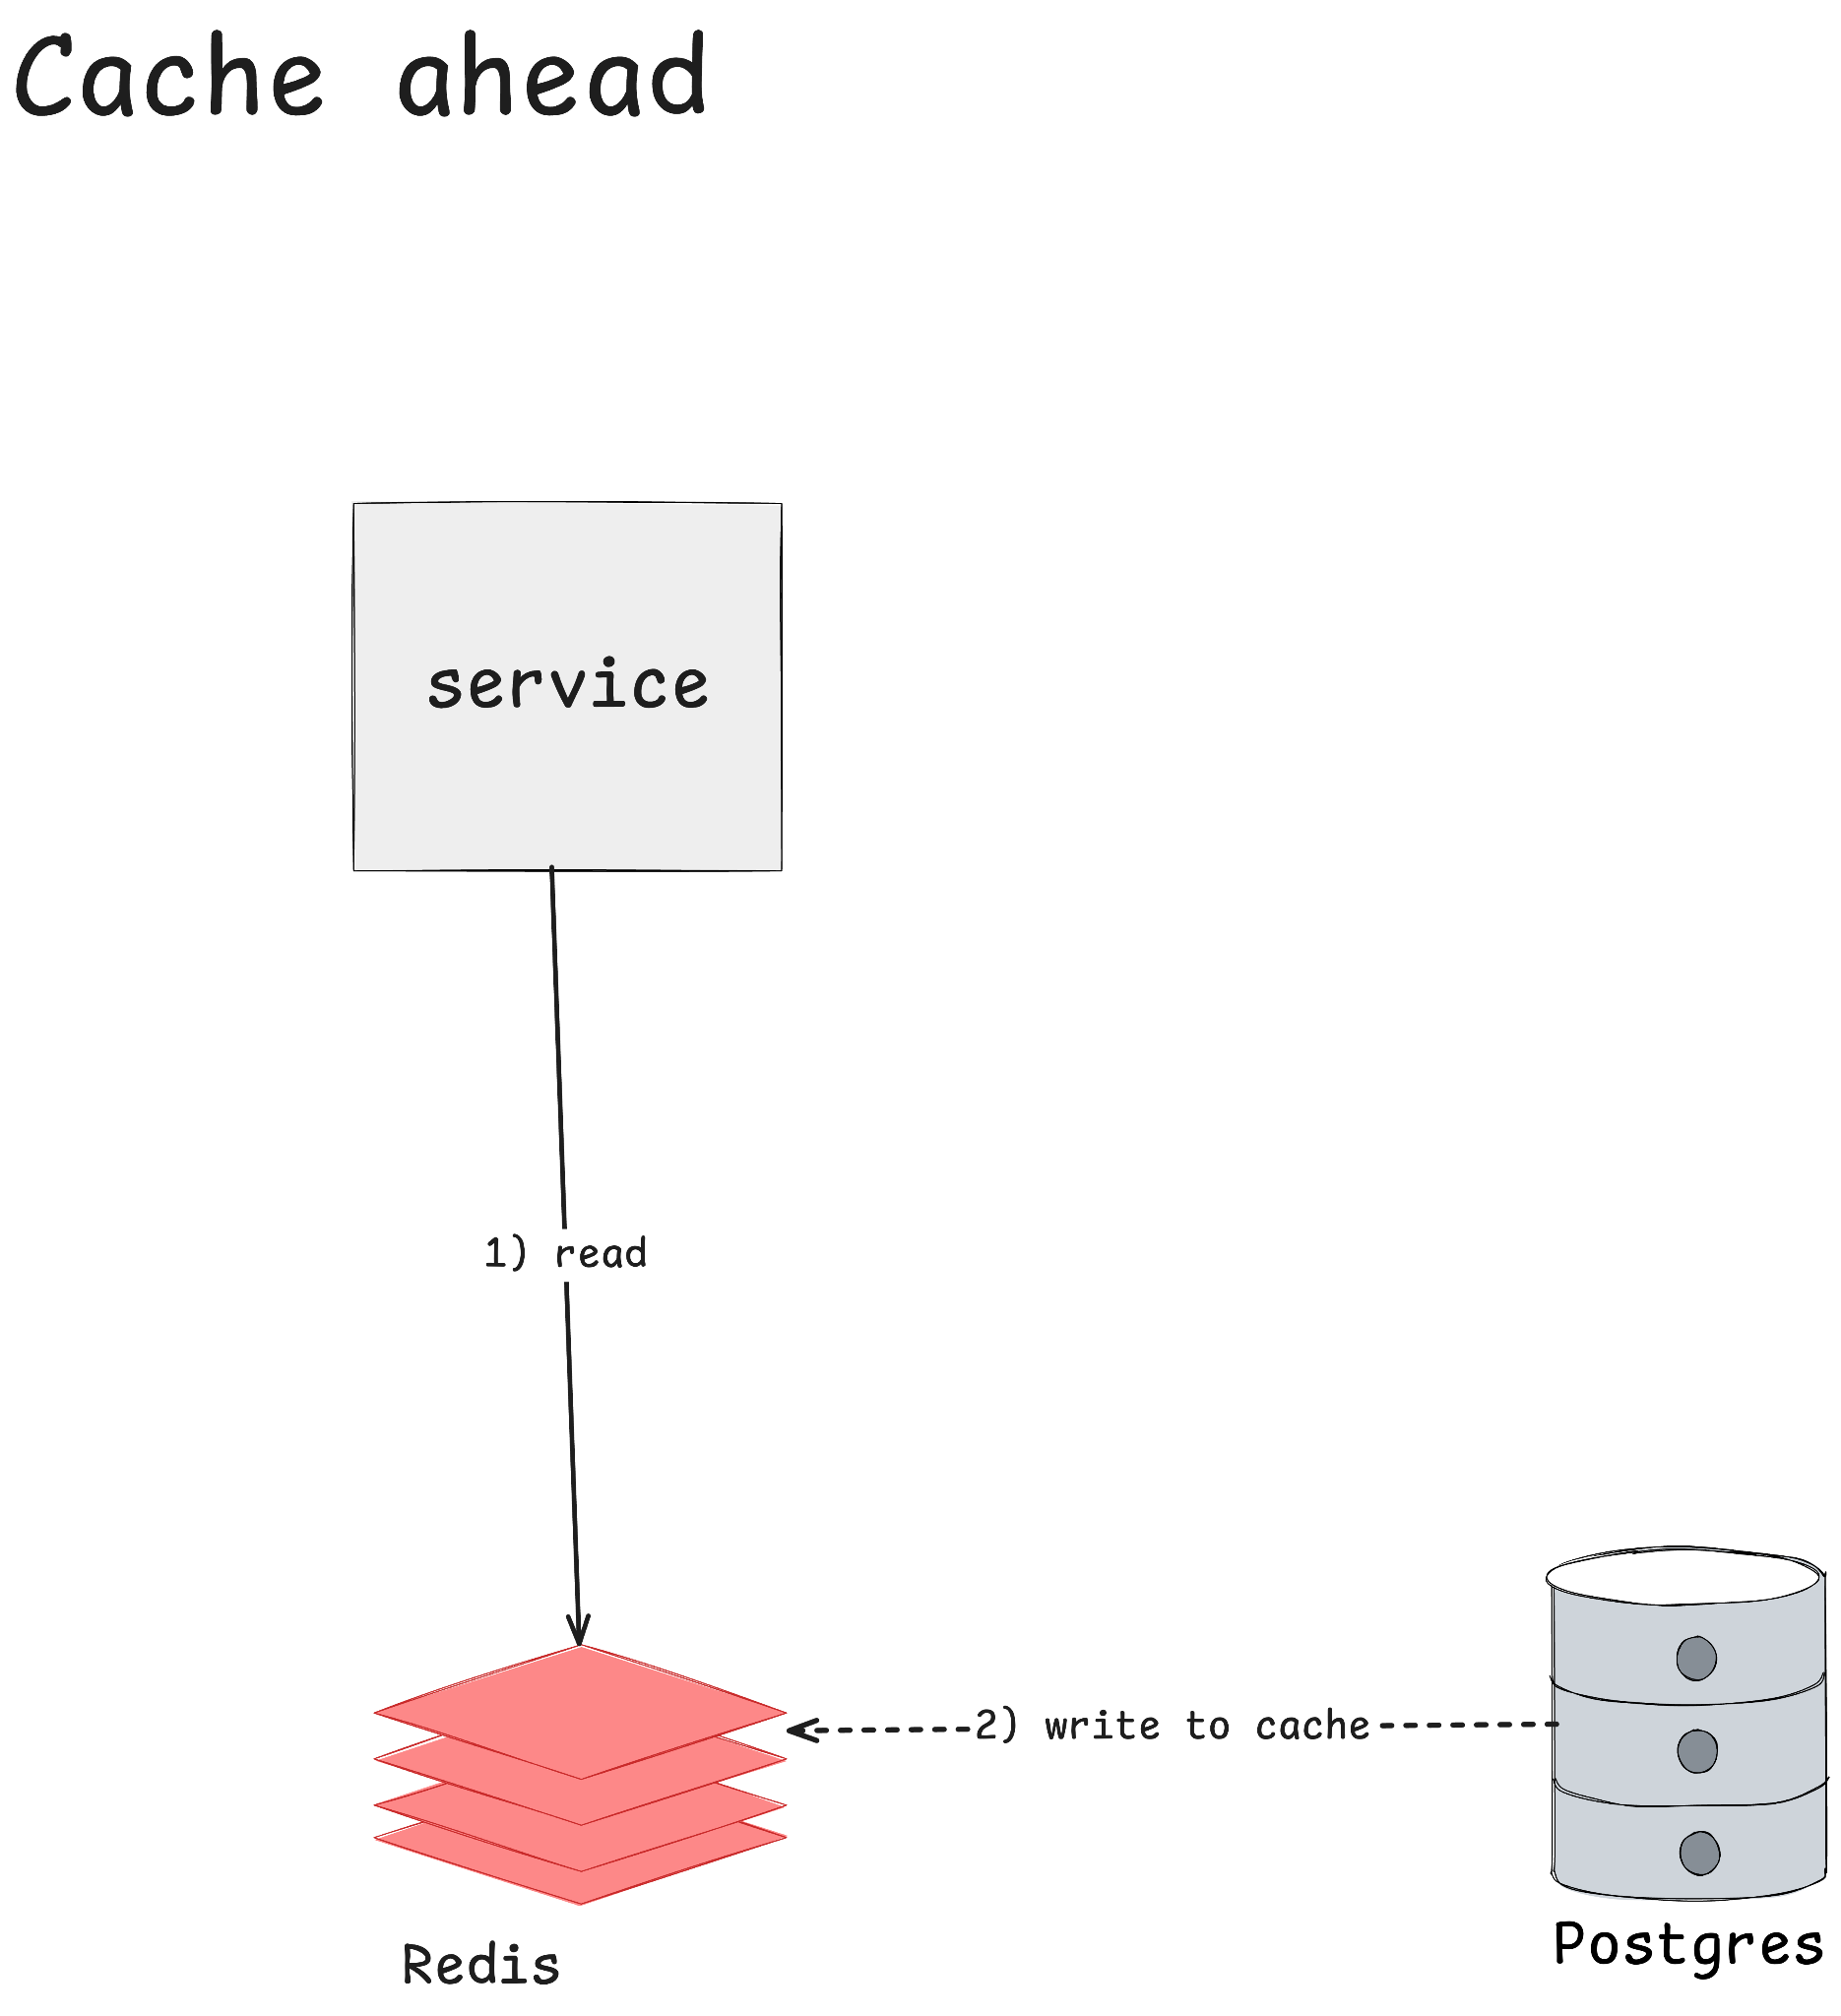 Cache ahead
service
1) read
2) write to cache
Redis
Postgres